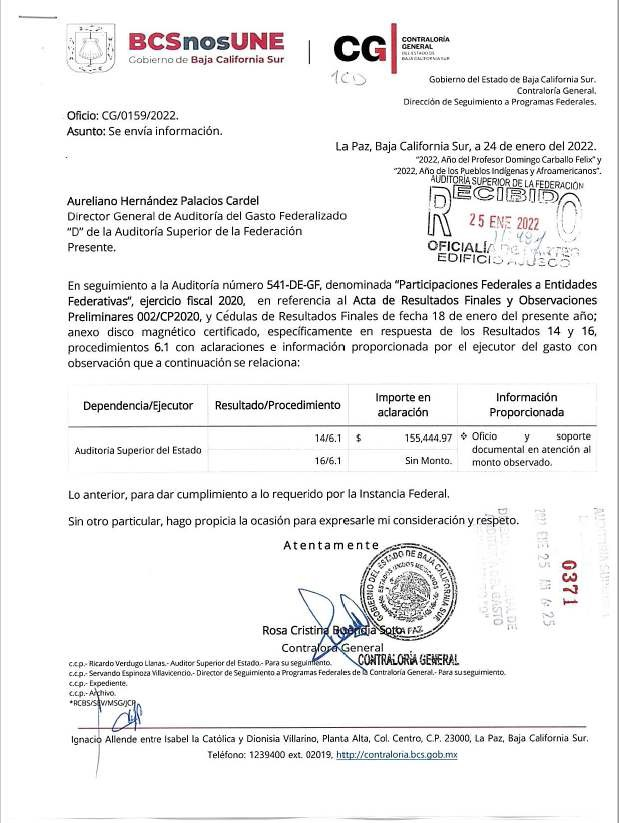 BCSnosUNE
Gobierno de Baja California Sur
CG
CONTRALORÍA
GENERAL
DEL ESTADO DE
BAJA CALIFORNIA SUR
1CD
Gobierno del Estado de Baja California Sur.
Contraloría General.
Dirección de Seguimiento a Programas Federales.
Oficio: CG/0159/2022.
Asunto: Se envía información.
La Paz, Baja California Sur, a 24 de enero del 2022.
"2022, Año del Profesor Domingo Carballo Felix" y
"2022, Año de los Pueblos Indígenas y Afroamericanos".
AUDITORÍA SUPERIOR DE LA FEDERACIÓN
RECIBIDO
25 ENE 2022
OFICIALÍA DE PARTES
EDIFICIO AJUSCO
Aureliano Hernández Palacios Cardel
Director General de Auditoría del Gasto Federalizado
"D" de la Auditoría Superior de la Federación
Presente.
En seguimiento a la Auditoría número 541-DE-GF, denominada "Participaciones Federales a Entidades
Federativas", ejercicio fiscal 2020, en referencia al Acta de Resultados Finales y Observaciones
Preliminares 002/CP2020, y Cédulas de Resultados Finales de fecha 18 de enero del presente año;
anexo disco magnético certificado, específicamente en respuesta de los Resultados 14 y 16,
procedimientos 6.1 con aclaraciones e información proporcionada por el ejecutor del gasto con
observación que a continuación se relaciona:
Dependencia/Ejecutor Resultado/Procedimiento Importe en aclaración Información Proporcionada
Auditoría Superior del Estado
14/6.1 $ 155,444.97
16/6.1 Sin Monto.
❖ Oficio y soporte
documental en atención al
monto observado.
Lo anterior, para dar cumplimiento a lo requerido por la Instancia Federal.
Sin otro particular, hago propicia la ocasión para expresarle mi consideración y respeto.
Atentamente
GOBIERNO DEL ESTADO DE BAJA CALIFORNIA SUR
ESTADOS UNIDOS MEXICANOS
LA PAZ
2022 ENE 25
0371
Rosa Cristina Buendía Soto
Contralora General
CONTRALORÍA GENERAL
c.c.p.- Ricardo Verdugo Llanas.- Auditor Superior del Estado.- Para su seguimiento.
c.c.p.- Servando Espinoza Villavicencio.- Director de Seguimiento a Programas Federales de la Contraloría General.- Para su seguimiento.
c.c.p.- Expediente.
c.c.p.- Archivo.
*RCBS/SEV/MSG/JCR
Ignacio Allende entre Isabel la Católica y Dionisia Villarino, Planta Alta, Col. Centro, C.P. 23000, La Paz, Baja California Sur.
Teléfono: 1239400 ext. 02019, http://contraloria.bcs.gob.mx